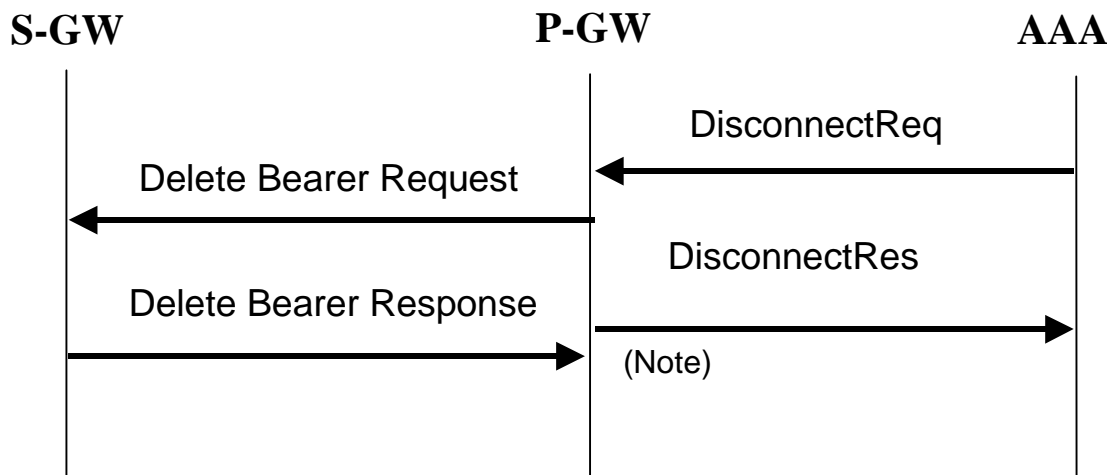 S-GW
P-GW
AAA
DisconnectReq
Delete Bearer Request
DisconnectRes
Delete Bearer Response
(Note)